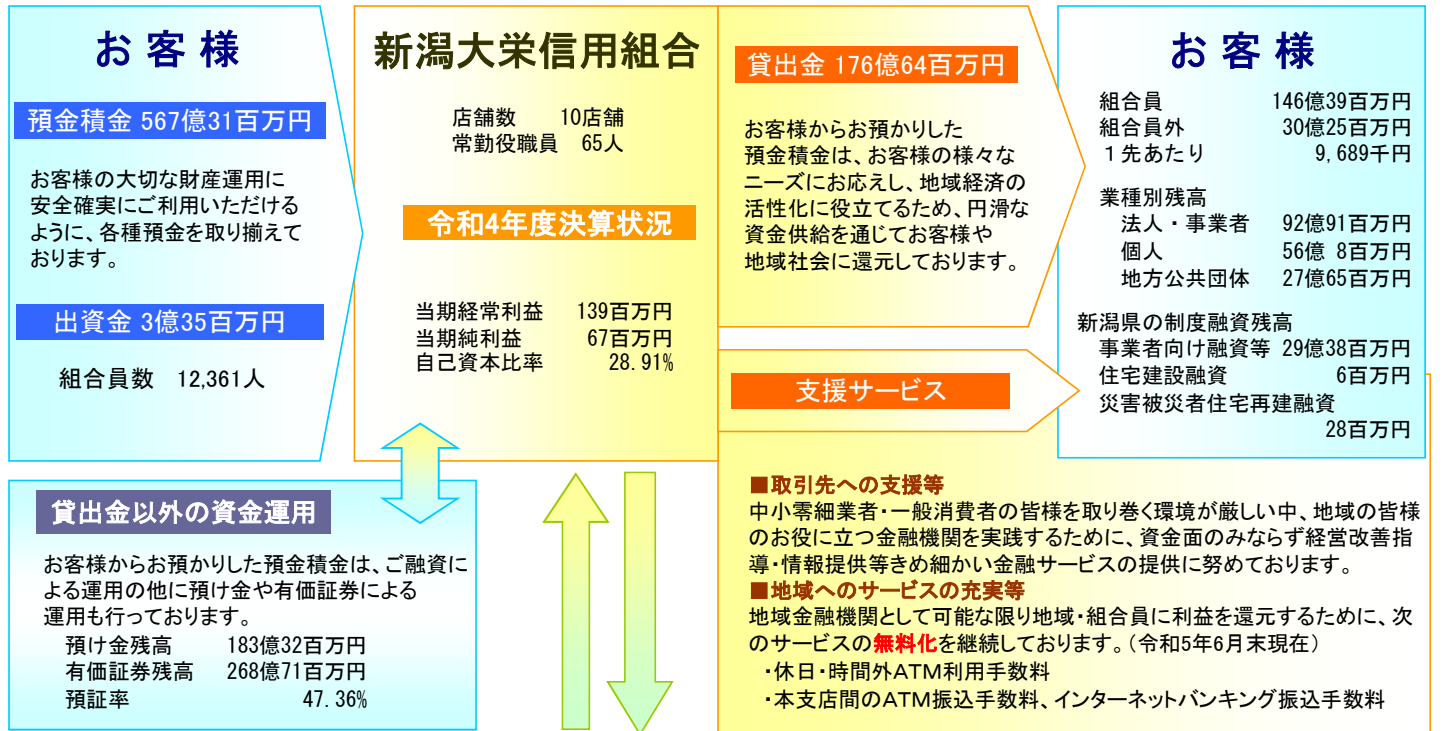 お客様
預金積金 567億31百万円
お客様の大切な財産運用に
安全確実にご利用いただける
ように、各種預金を取り揃えて
おります。
出資金 3億35百万円
組合員数 12,361人
新潟大栄信用組合
店舗数 10店舗
常勤役職員 65人
令和4年度決算状況
当期経常利益 139百万円
当期純利益 67百万円
自己資本比率 28.91%
貸出金 176億64百万円
お客様からお預かりした
預金積金は、お客様の様々な
ニーズにお応えし、地域経済の
活性化に役立てるため、円滑な
資金供給を通じてお客様や
地域社会に還元しております。
お客様
組合員 146億39百万円
組合員外 30億25百万円
1先あたり 9,689千円
業種別残高
法人・事業者 92億91百万円
個人 56億 8百万円
地方公共団体 27億65百万円
新潟県の制度融資残高
事業者向け融資等 29億38百万円
住宅建設融資 6百万円
災害被災者住宅再建融資
28百万円
支援サービス
■取引先への支援等
中小零細業者・一般消費者の皆様を取り巻く環境が厳しい中、地域の皆様
のお役に立つ金融機関を実践するために、資金面のみならず経営改善指
導・情報提供等きめ細かい金融サービスの提供に努めております。
■地域へのサービスの充実等
地域金融機関として可能な限り地域・組合員に利益を還元するために、次
のサービスの無料化を継続しております。（令和5年6月末現在）
・休日・時間外ATM利用手数料
・本支店間のATM振込手数料、インターネットバンキング振込手数料
貸出金以外の資金運用
お客様からお預かりした預金積金は、ご融資に
よる運用の他に預け金や有価証券による
運用も行っております。
預け金残高 183億32百万円
有価証券残高 268億71百万円
預証率 47.36%